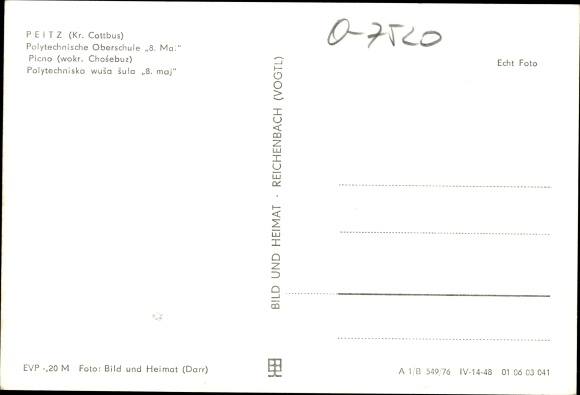 PEITZ (Kr. Cottbus)
Polytechnische Oberschule „8. Ma."
Picno (wokr. Chośebuz)
Polytechniska wuša šula „8. maj"
O-7520
Echt Foto
BILD UND HEIMAT · REICHENBACH (VOGTL)
EVP -,20 M Foto: Bild und Heimat (Darr)
A 1/B 549/76 IV-14-48 01 06 03 041